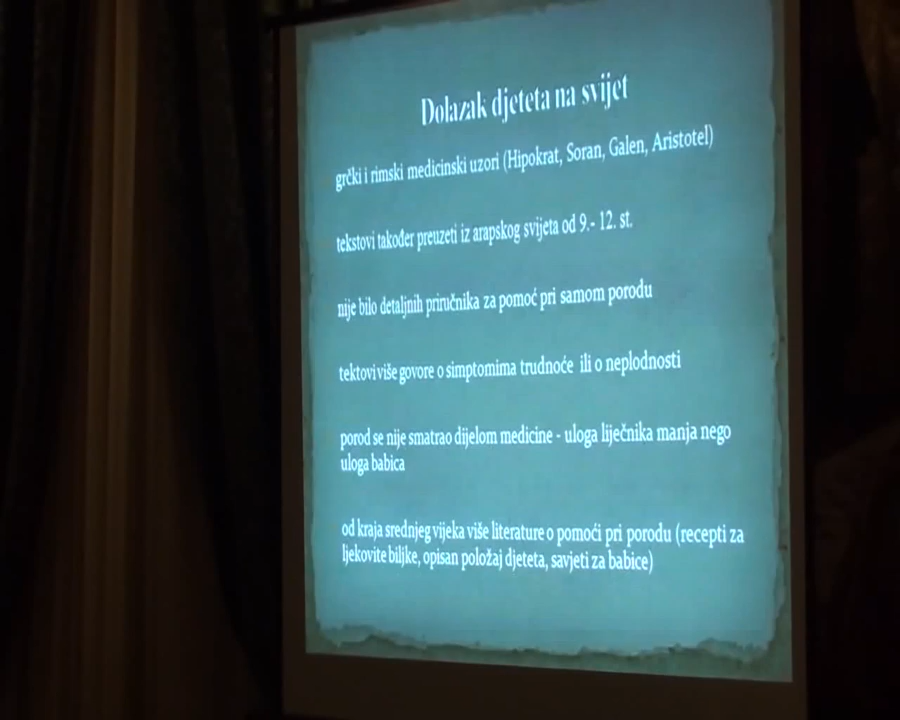 Dolazak djeteta na svijet
grčki i rimski medicinski uzori (Hipokrat, Soran, Galen, Aristotel)
tekstovi također preuzeti iz arapskog svijeta od 9.- 12. st.
nije bilo detaljnih priručnika za pomoć pri samom porodu
tektovi više govore o simptomima trudnoće ili o neplodnosti
porod se nije smatrao dijelom medicine - uloga liječnika manja nego
uloga babica
od kraja srednjeg vijeka više literature o pomoći pri porodu (recepti za
ljekovite biljke, opisan položaj djeteta, savjeti za babice)